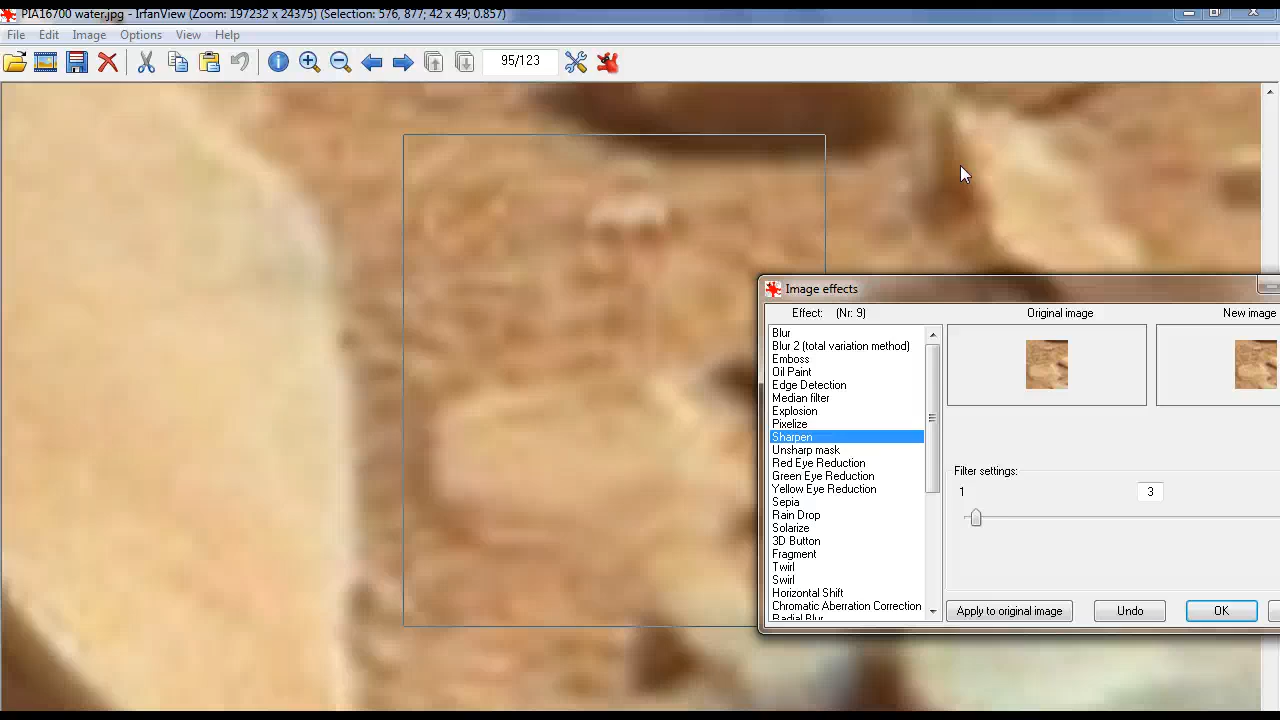 PIA16700 water.jpg - IrfanView (Zoom: 197232 x 24375) (Selection: 576, 877; 42 x 49; 0.857)
File Edit Image Options View Help
95/123
Image effects
Effect: (Nr: 9)
Original image
New image
Blur
Blur 2 (total variation method)
Emboss
Oil Paint
Edge Detection
Median filter
Explosion
Pixelize
Sharpen
Unsharp mask
Red Eye Reduction
Green Eye Reduction
Yellow Eye Reduction
Sepia
Rain Drop
Solarize
3D Button
Fragment
Twirl
Swirl
Horizontal Shift
Chromatic Aberration Correction
Radial Blur
Filter settings:
1
3
Apply to original image
Undo
OK